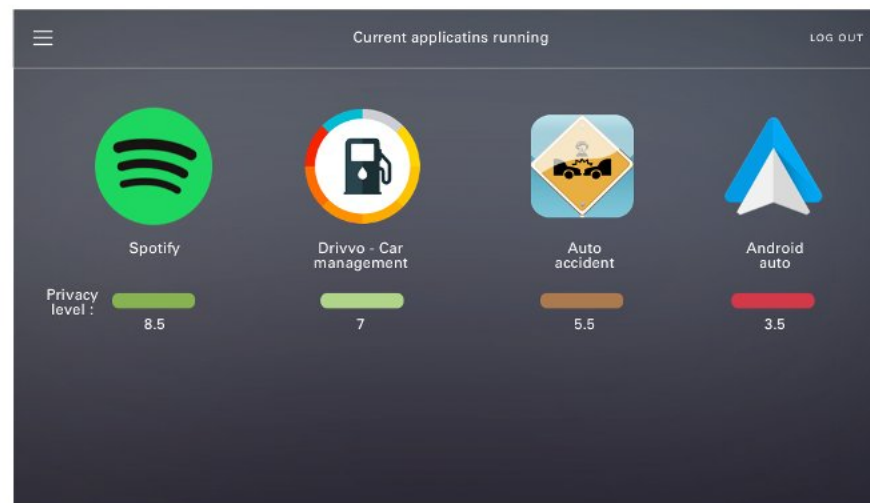 Current applicatins running
LOG OUT
Spotify
Drivvo - Car
management
Auto
accident
Android
auto
Privacy
level :
8.5
7
5.5
3.5